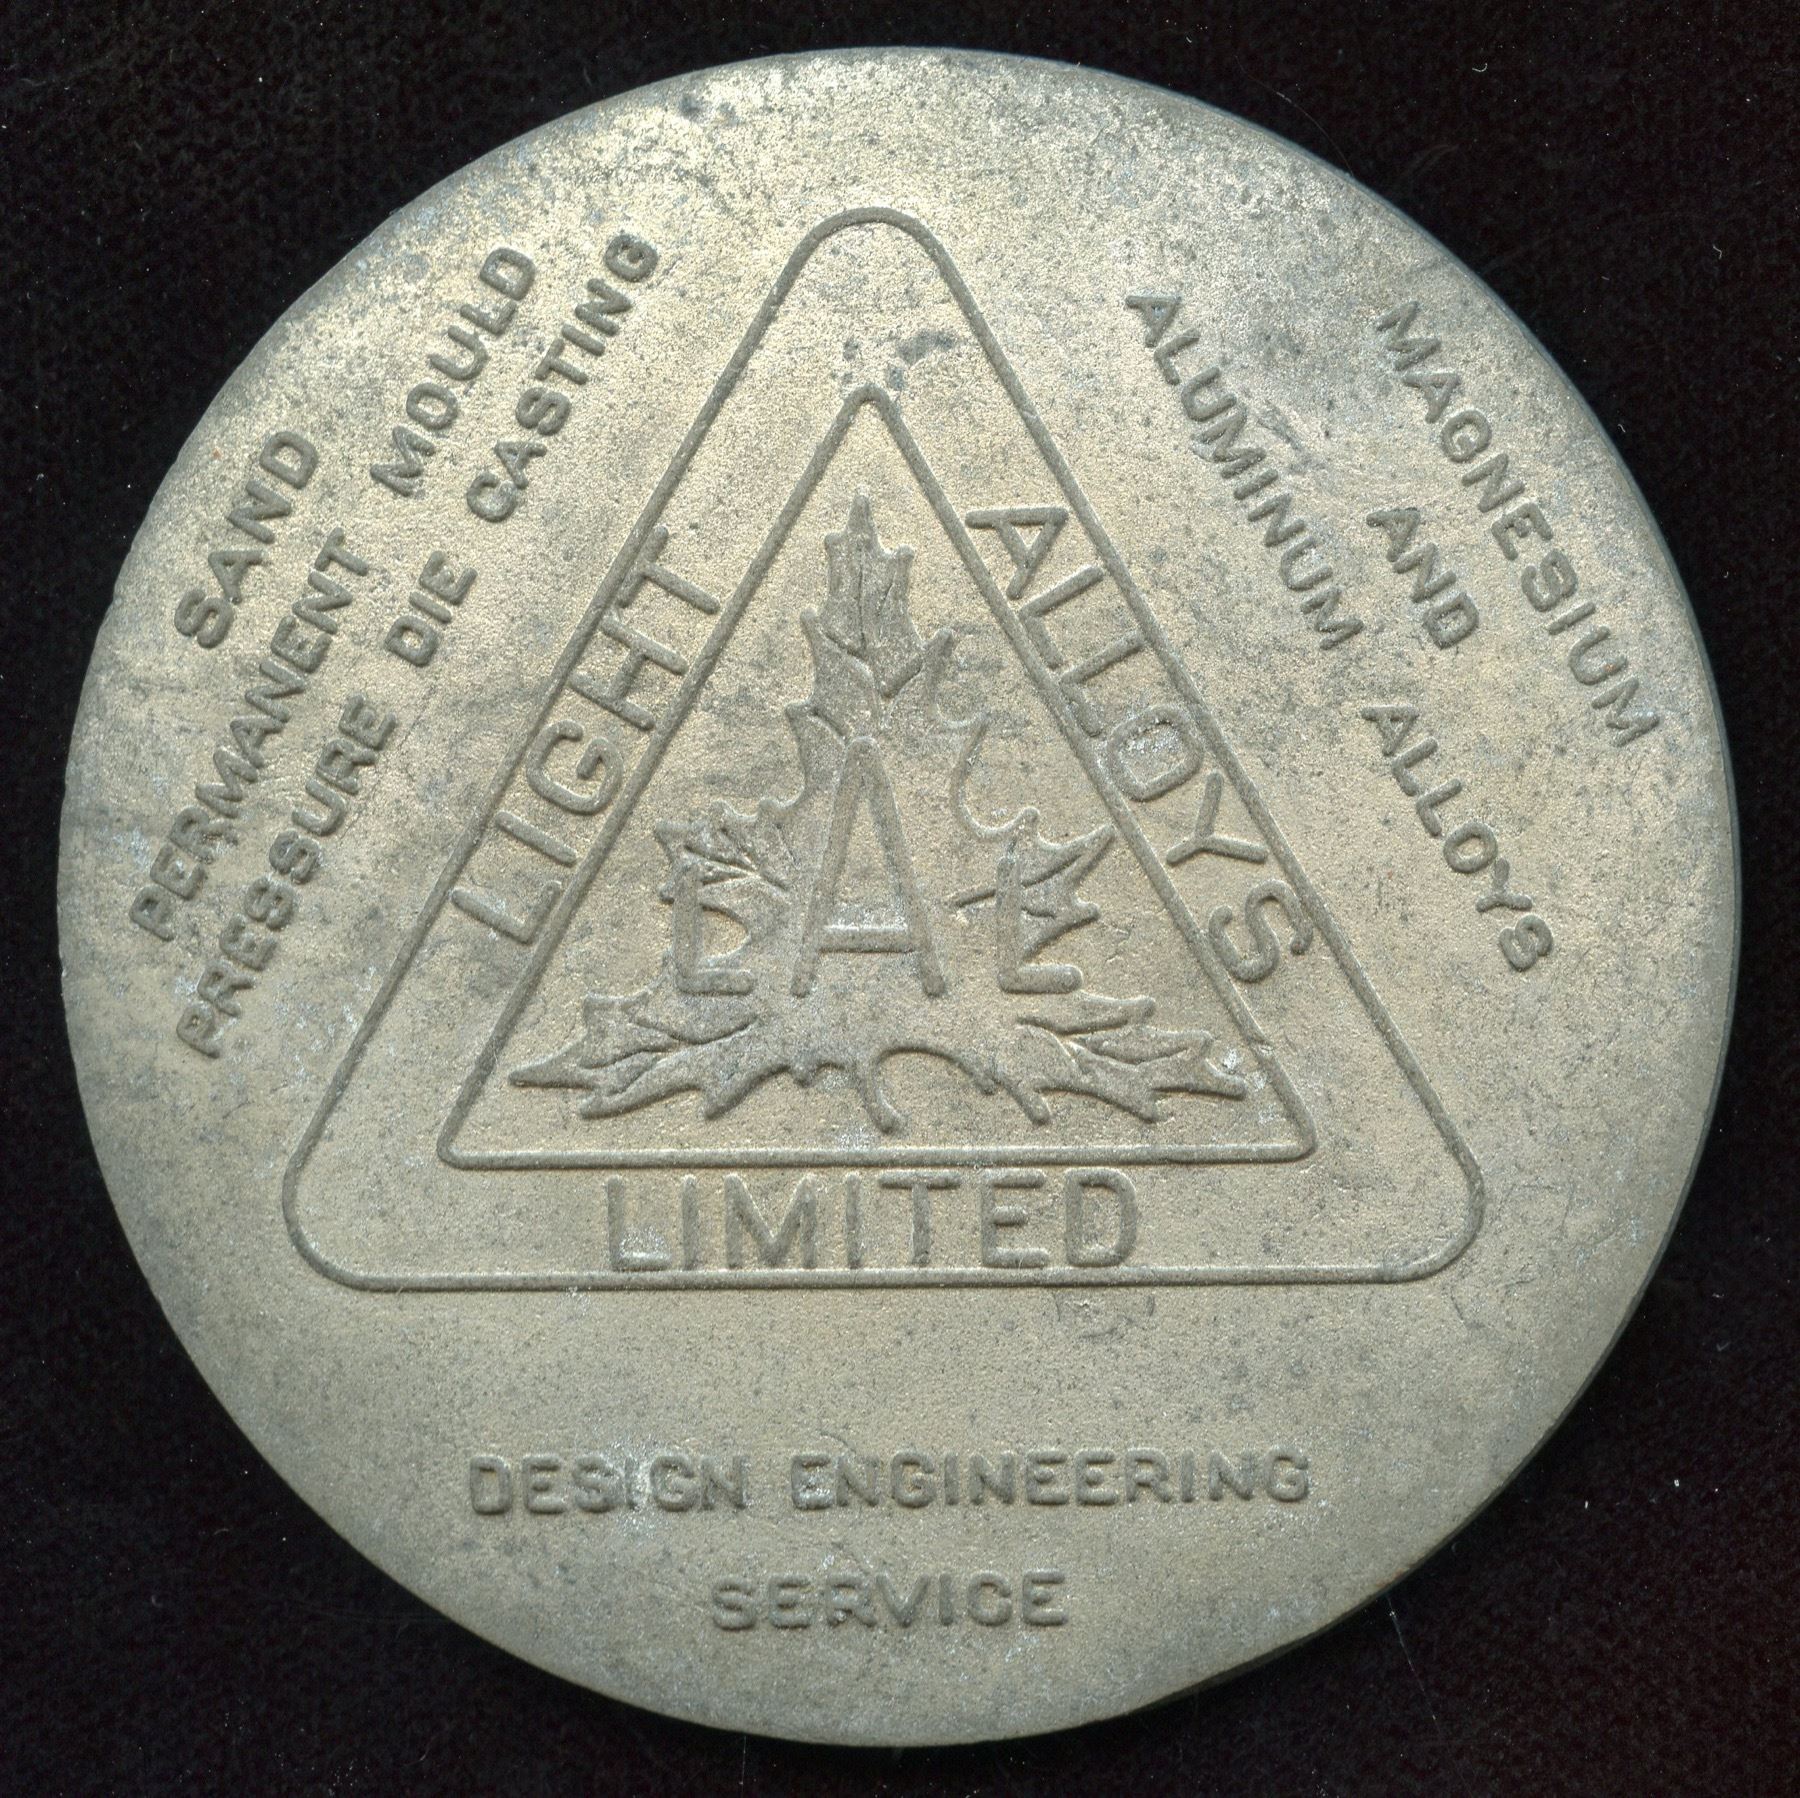 SAND
PERMANENT MOULD
PRESSURE DIE CASTING
MAGNESIUM
AND
ALUMINUM ALLOYS
LIGHT
ALLOYS
LIMITED
LAL
DESIGN ENGINEERING
SERVICE